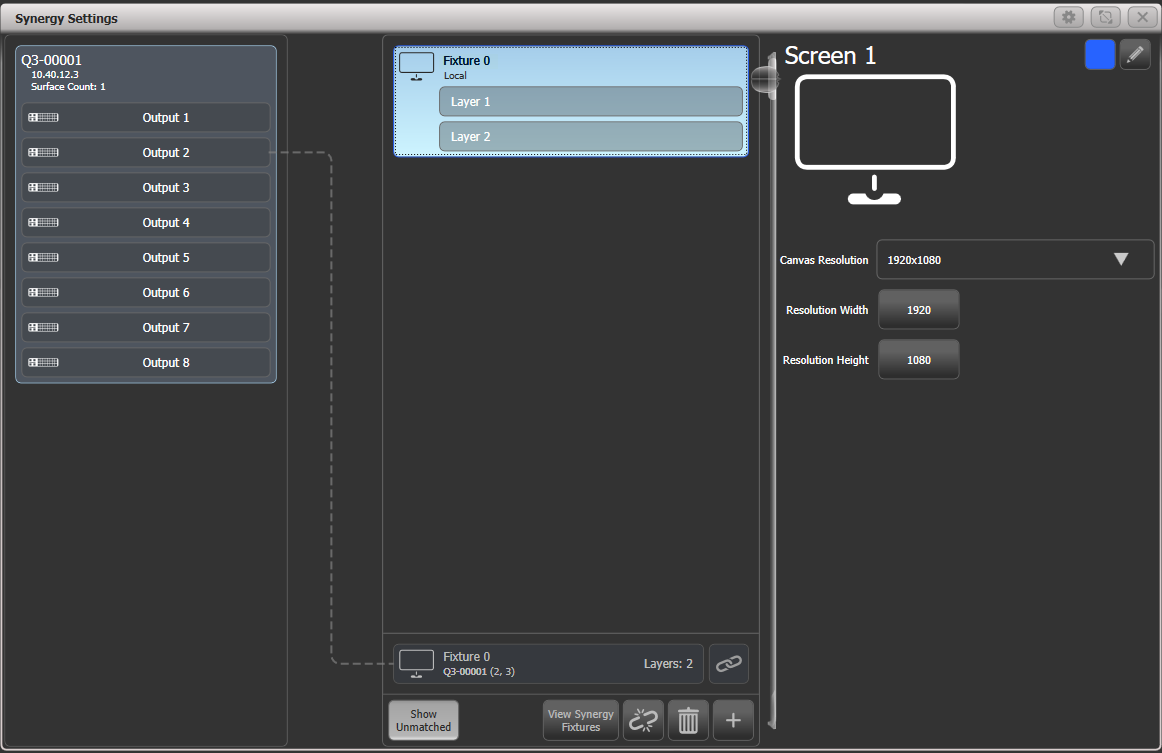 Synergy Settings
Q3-00001
10.40.12.3
Surface Count: 1
Output 1
Output 2
Output 3
Output 4
Output 5
Output 6
Output 7
Output 8
Fixture 0
Local
Layer 1
Layer 2
Fixture 0
Q3-00001 (2, 3)
Layers: 2
Show
Unmatched
View Synergy
Fixtures
Screen 1
Canvas Resolution
1920x1080
Resolution Width
1920
Resolution Height
1080